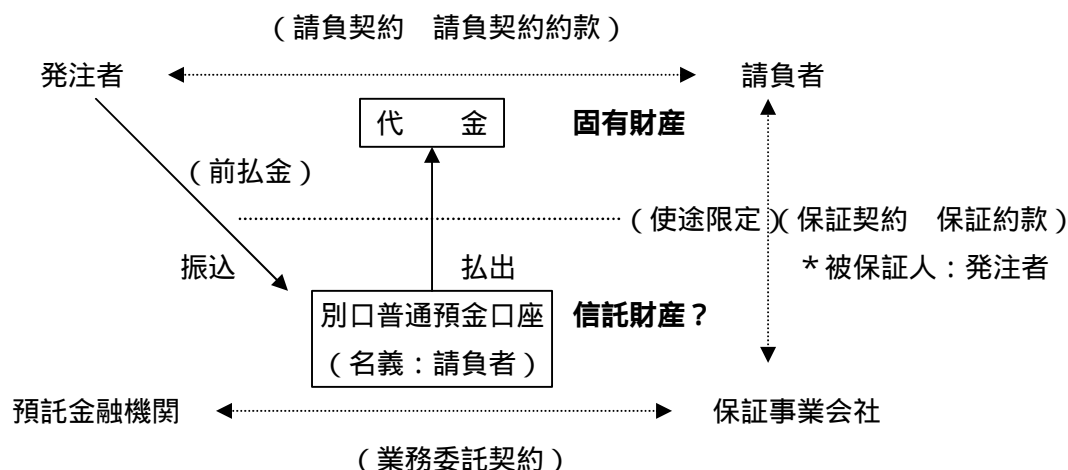 （請負契約　請負契約約款）
発注者　請負者
代　金　固有財産
（前払金）
（使途限定）（保証契約　保証約款）
振込　払出　＊被保証人：発注者
別口普通預金口座　信託財産？
（名義：請負者）
預託金融機関　保証事業会社
（業務委託契約）